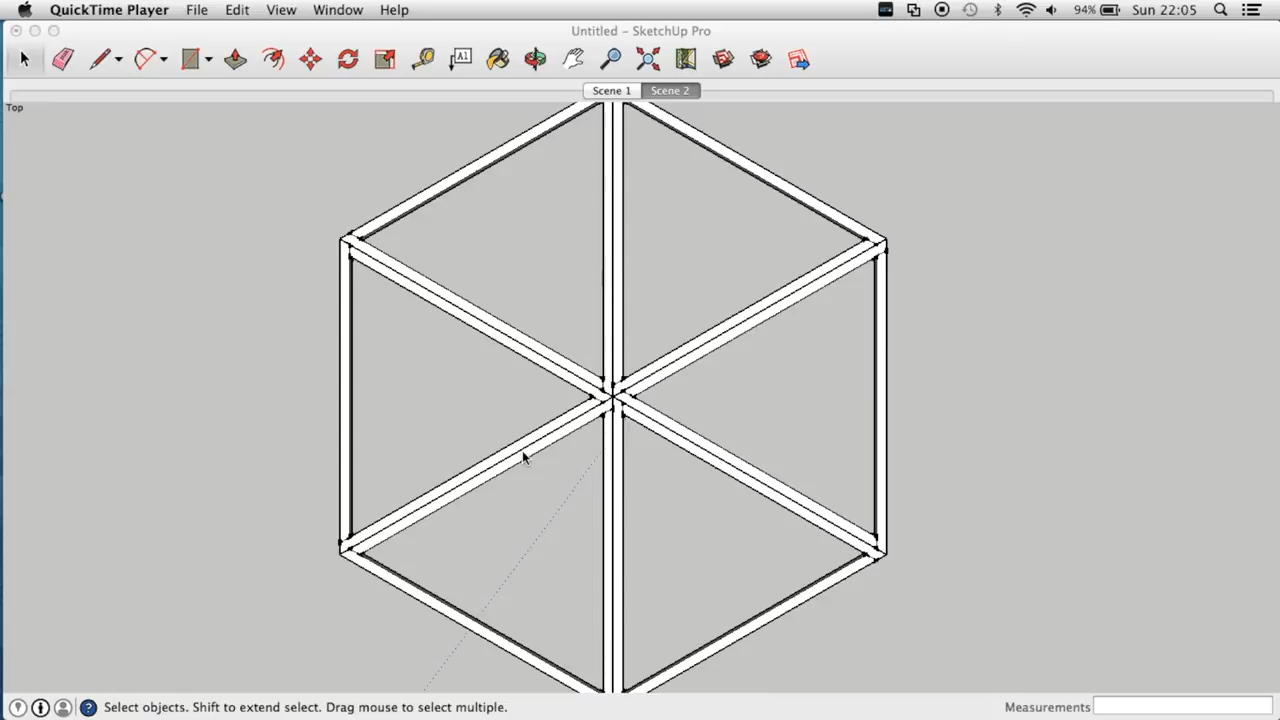 QuickTime Player File Edit View Window Help 94% Sun 22:05
Untitled – SketchUp Pro
A1
Scene 1 Scene 2
Top
Select objects. Shift to extend select. Drag mouse to select multiple. Measurements